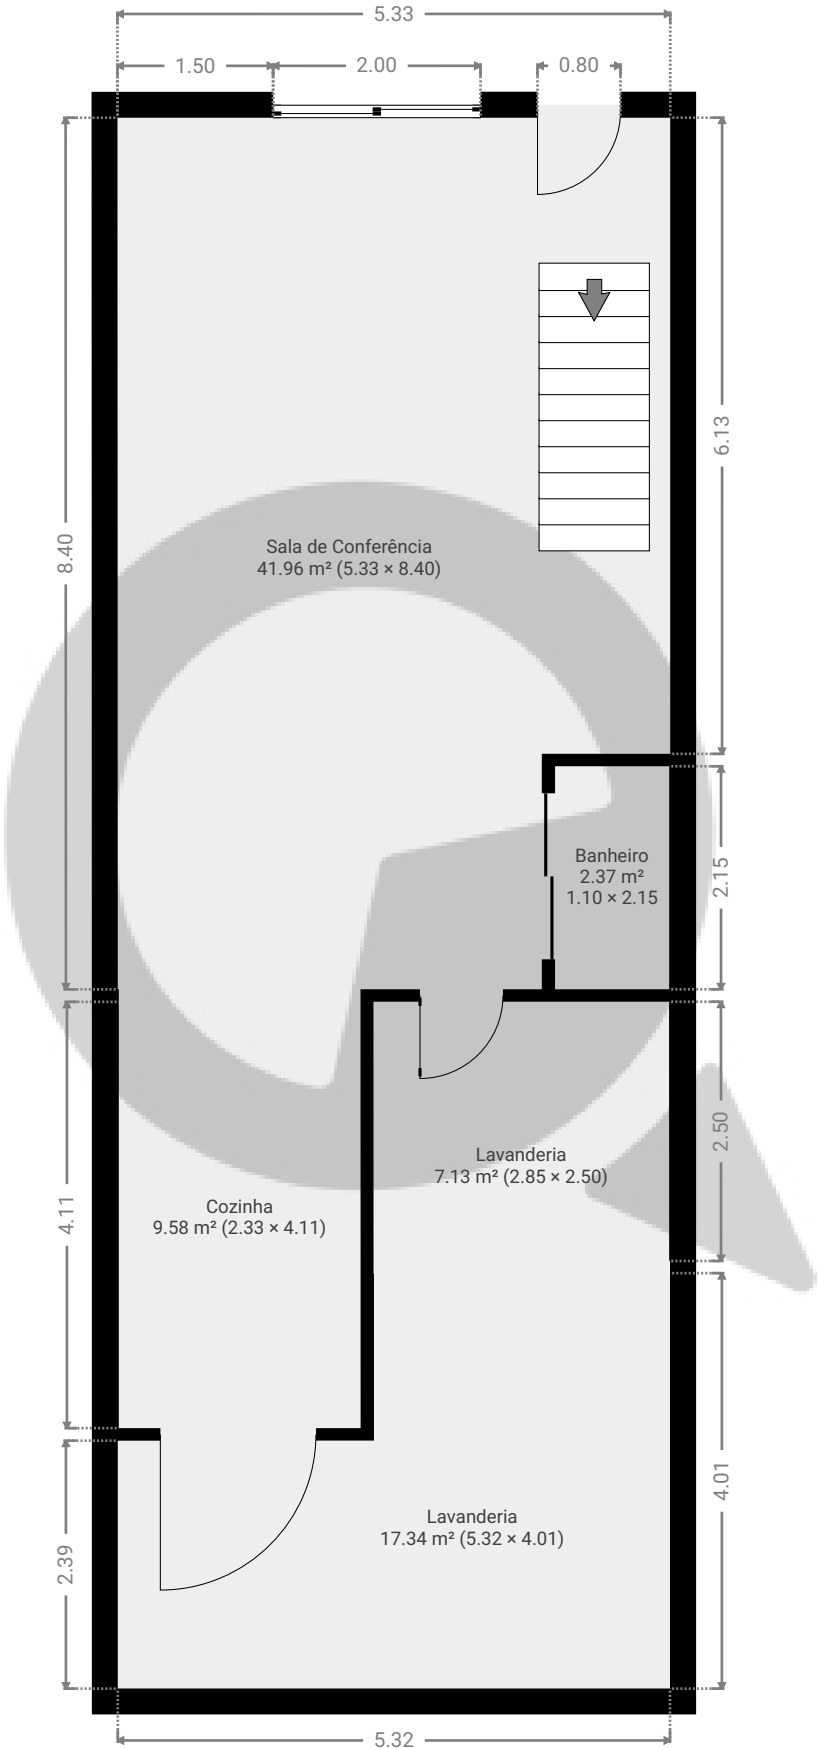 5.33
1.50
2.00
0.80
6.13
8.40
Sala de Conferência
41.96 m² (5.33 × 8.40)
Banheiro
2.37 m²
1.10 × 2.15
2.15
2.50
Lavanderia
7.13 m² (2.85 × 2.50)
4.11
Cozinha
9.58 m² (2.33 × 4.11)
4.01
Lavanderia
17.34 m² (5.32 × 4.01)
2.39
5.32